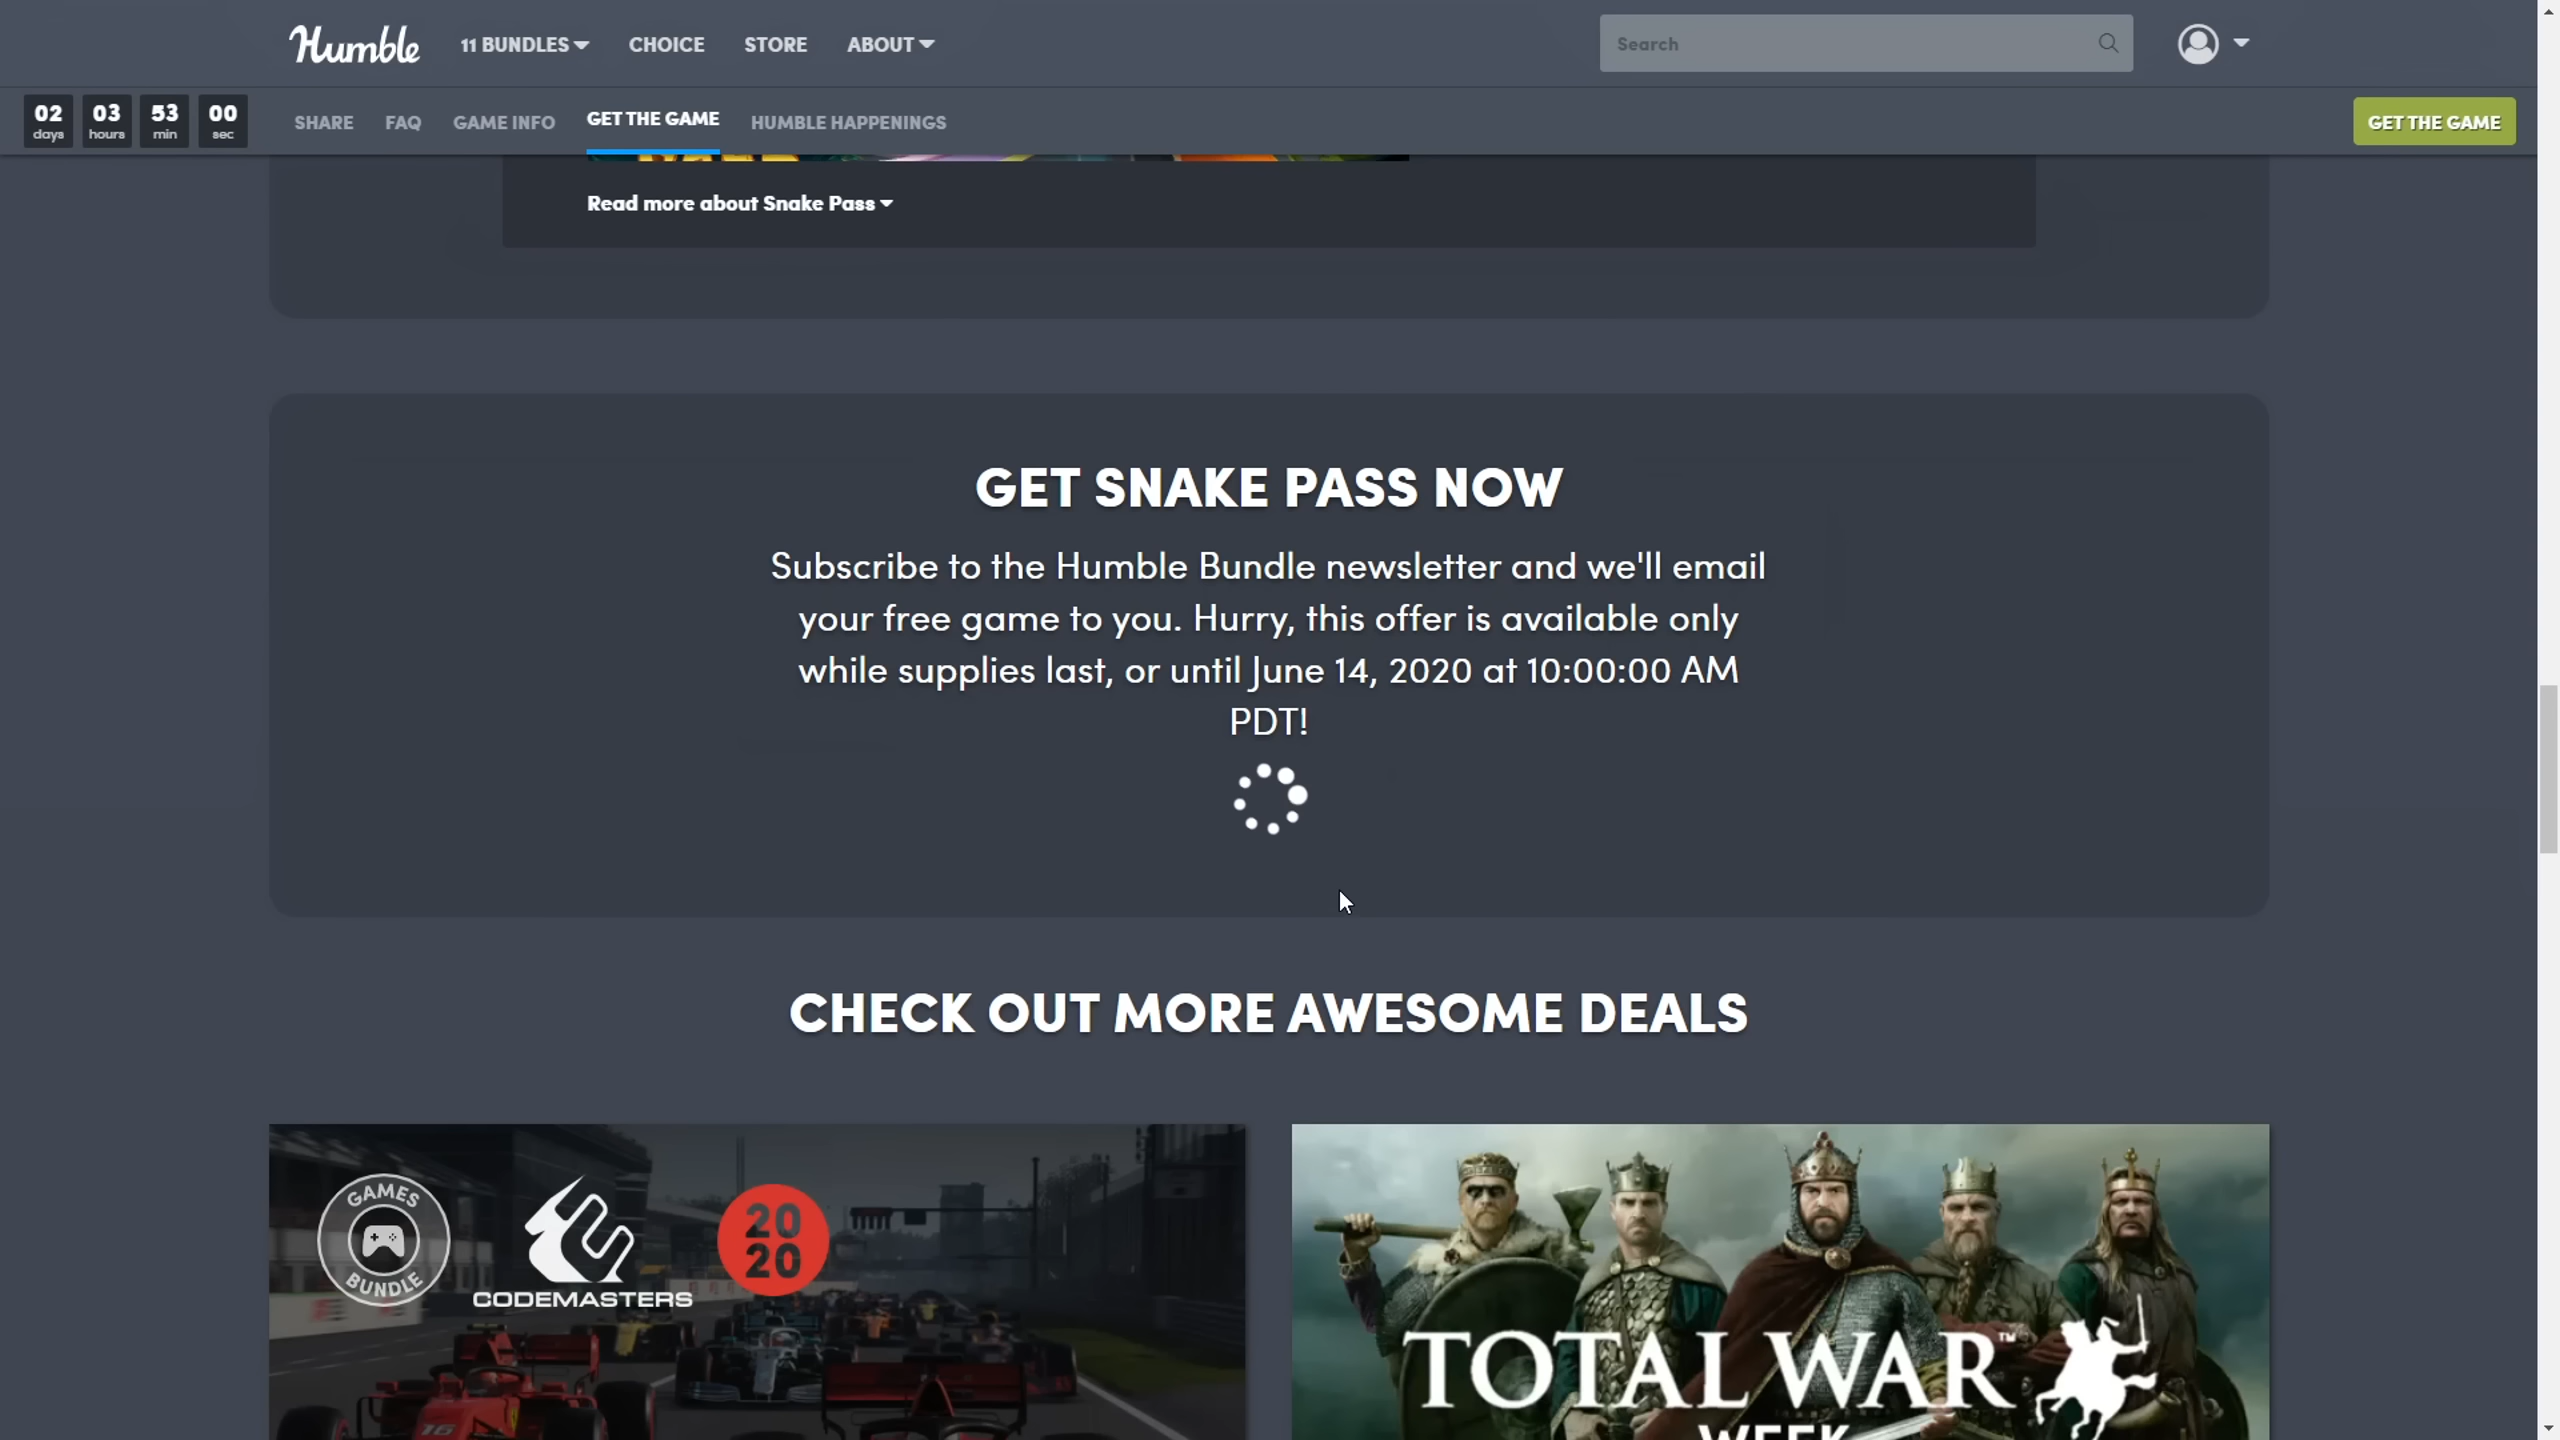 Humble
11 BUNDLES
CHOICE
STORE
ABOUT
Search
02 days
03 hours
53 min
00 sec
SHARE
FAQ
GAME INFO
GET THE GAME
HUMBLE HAPPENINGS
GET THE GAME
Read more about Snake Pass
GET SNAKE PASS NOW
Subscribe to the Humble Bundle newsletter and we'll email
your free game to you. Hurry, this offer is available only
while supplies last, or until June 14, 2020 at 10:00:00 AM
PDT!
CHECK OUT MORE AWESOME DEALS
GAMES
BUNDLE
CODEMASTERS
20
20
16
TOTAL WAR™
WEEK